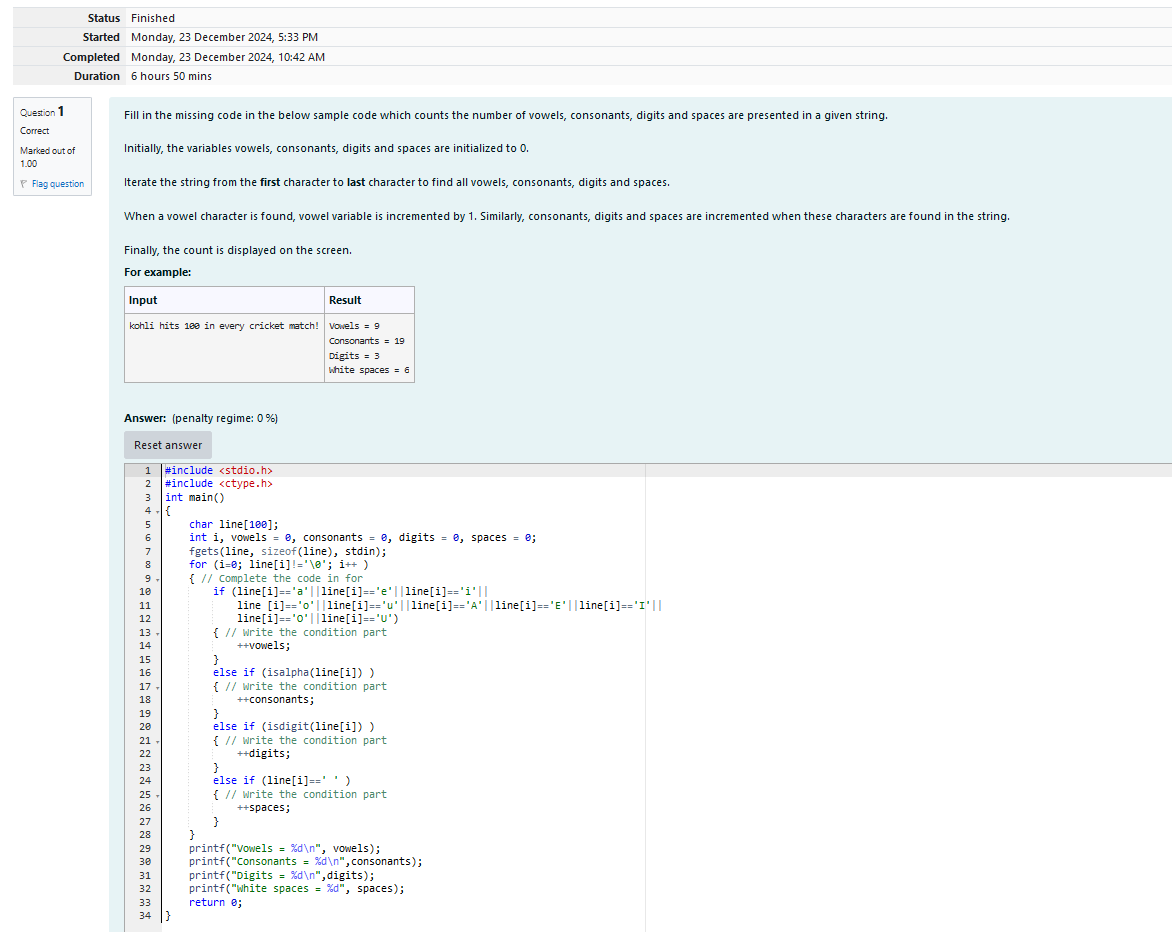 Status Finished
Started Monday, 23 December 2024, 5:33 PM
Completed Monday, 23 December 2024, 10:42 AM
Duration 6 hours 50 mins
Question 1
Correct
Marked out of
1.00
Flag question
Fill in the missing code in the below sample code which counts the number of vowels, consonants, digits and spaces are presented in a given string.
Initially, the variables vowels, consonants, digits and spaces are initialized to 0.
Iterate the string from the first character to last character to find all vowels, consonants, digits and spaces.
When a vowel character is found, vowel variable is incremented by 1. Similarly, consonants, digits and spaces are incremented when these characters are found in the string.
Finally, the count is displayed on the screen.
For example:
Input Result
kohli hits 100 in every cricket match! Vowels = 9
Consonants = 19
Digits = 3
White spaces = 6
Answer: (penalty regime: 0 %)
Reset answer
1 #include <stdio.h>
2 #include <ctype.h>
3 int main()
4 {
5 char line[100];
6 int i, vowels = 0, consonants = 0, digits = 0, spaces = 0;
7 fgets(line, sizeof(line), stdin);
8 for (i=0; line[i]!='\0'; i++ )
9 { // Complete the code in for
10 if (line[i]=='a'||line[i]=='e'||line[i]=='i'||
11 line [i]=='o'||line[i]=='u'||line[i]=='A'||line[i]=='E'||line[i]=='I'||
12 line[i]=='O'||line[i]=='U')
13 { // Write the condition part
14 ++vowels;
15 }
16 else if (isalpha(line[i]) )
17 { // Write the condition part
18 ++consonants;
19 }
20 else if (isdigit(line[i]) )
21 { // Write the condition part
22 ++digits;
23 }
24 else if (line[i]==' ' )
25 { // Write the condition part
26 ++spaces;
27 }
28 }
29 printf("Vowels = %d\n", vowels);
30 printf("Consonants = %d\n",consonants);
31 printf("Digits = %d\n",digits);
32 printf("White spaces = %d", spaces);
33 return 0;
34 }